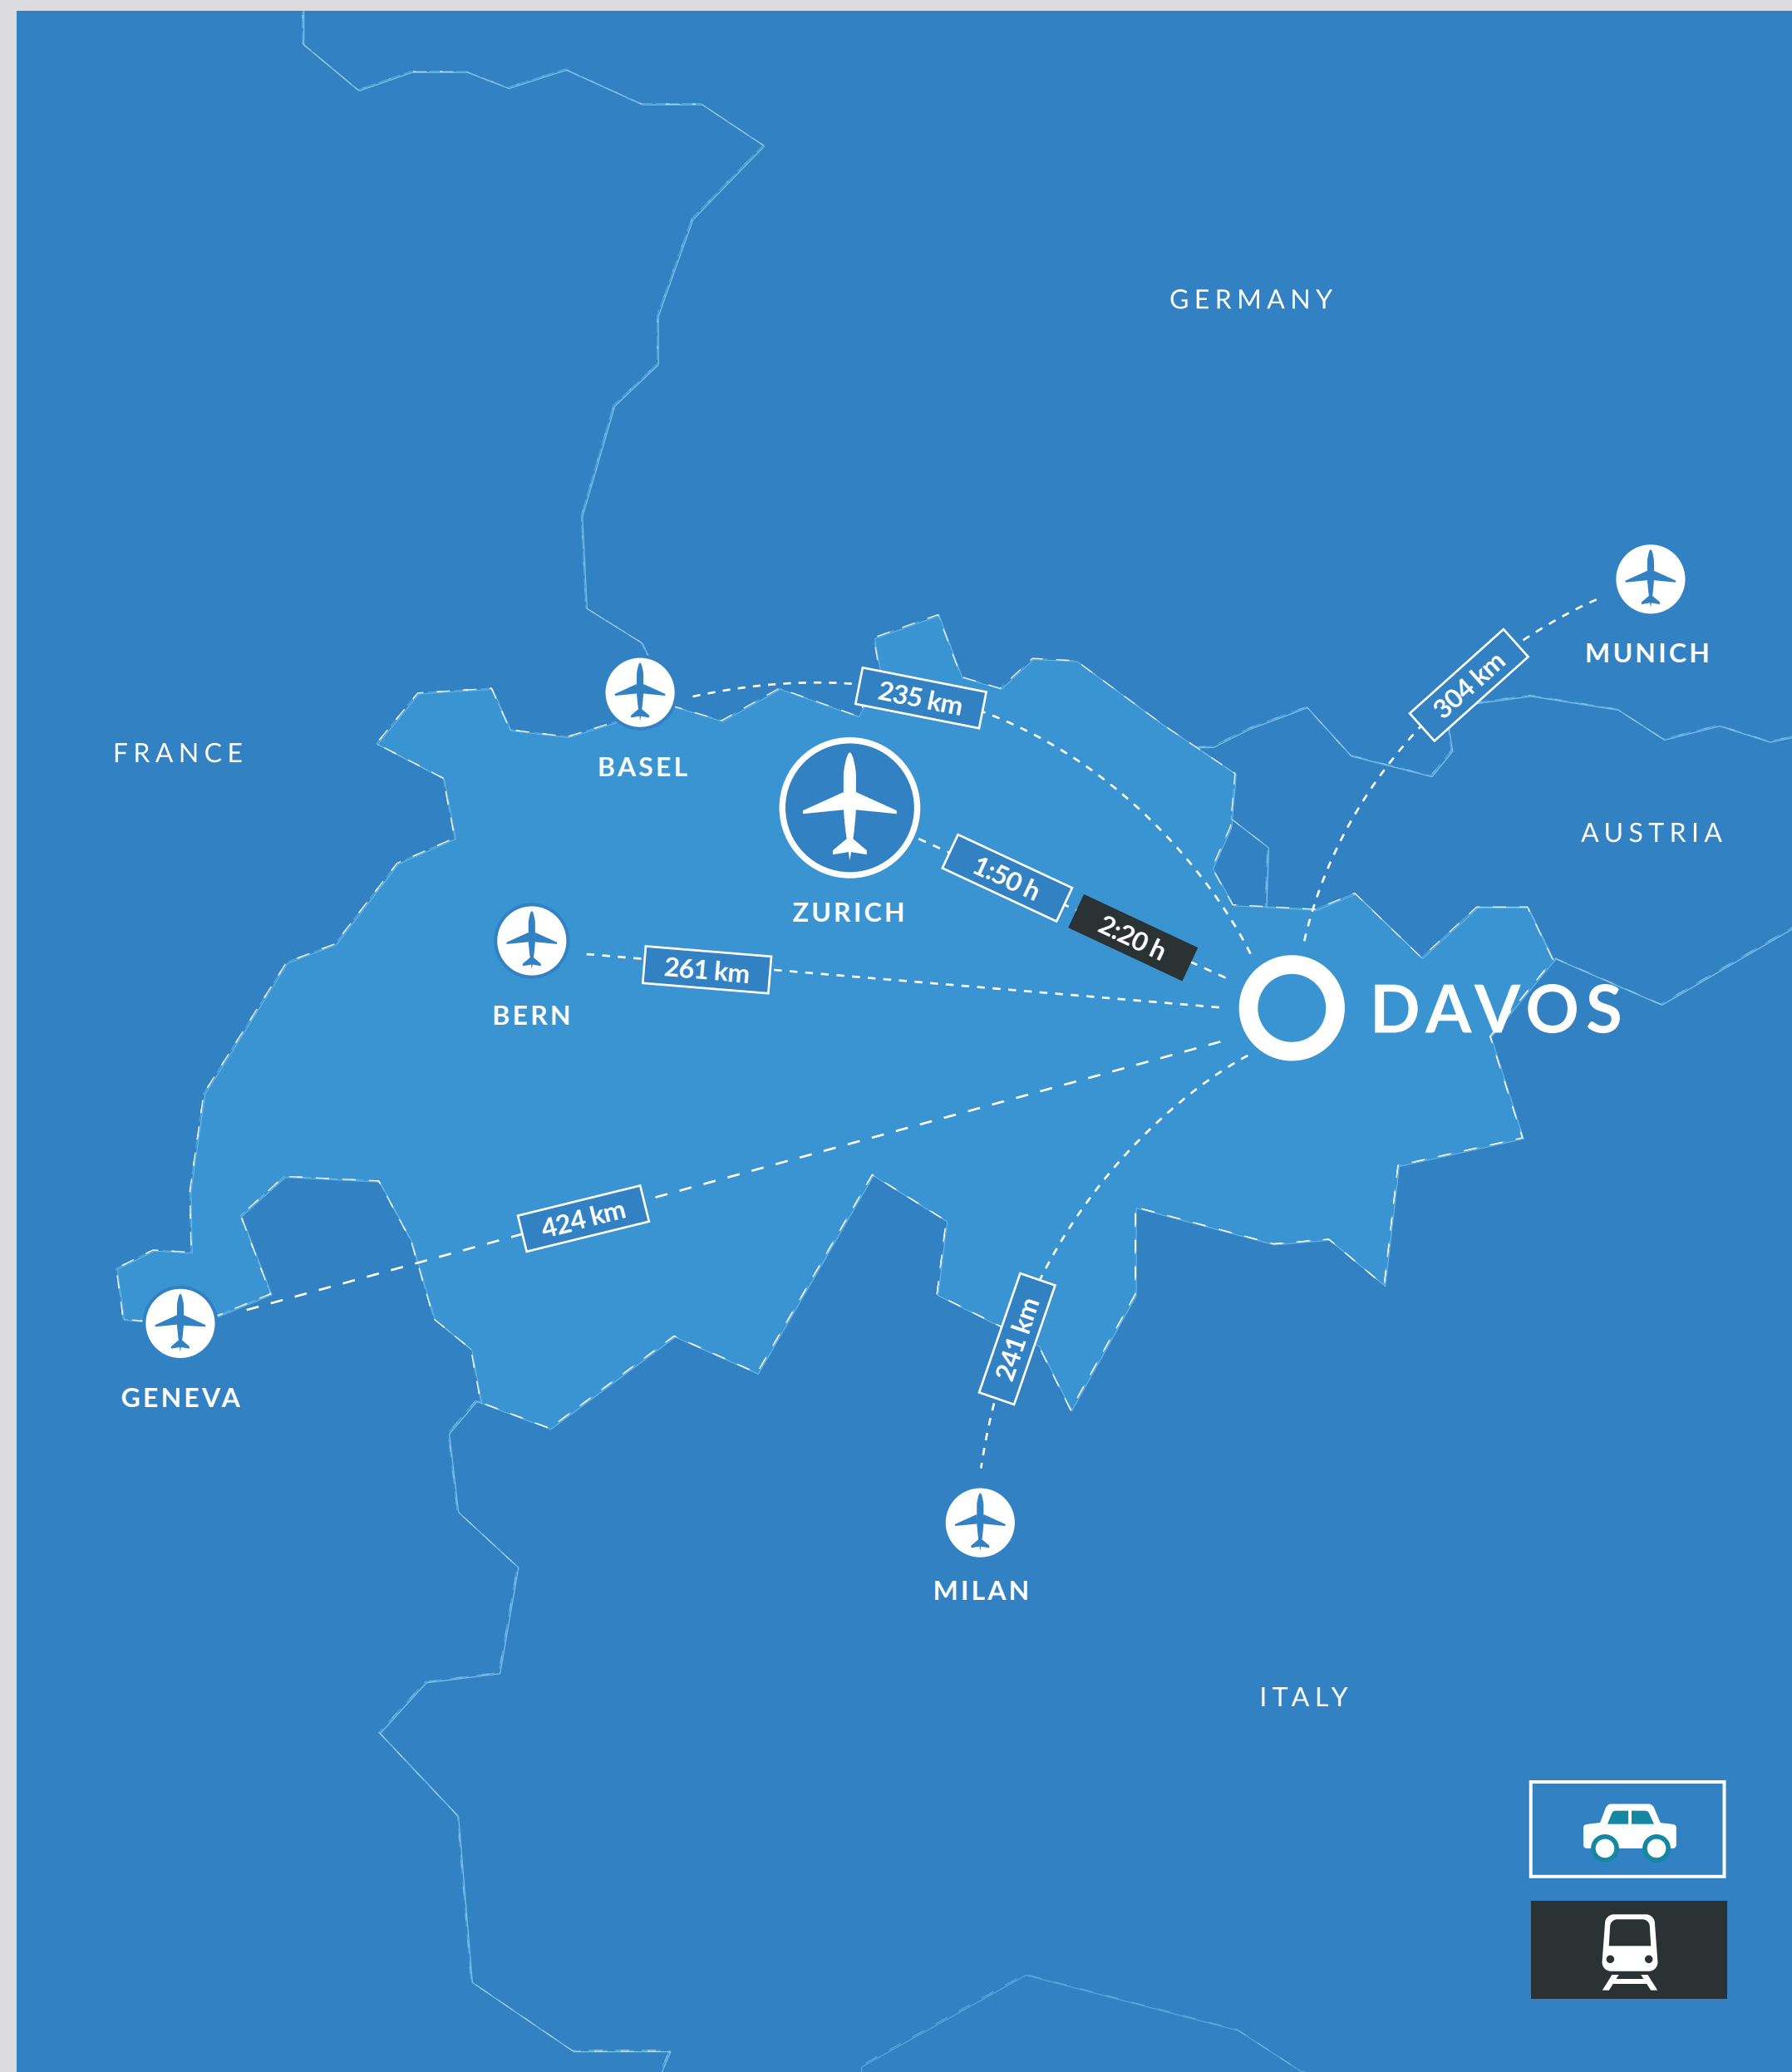 GERMANY
MUNICH
304 km
235 km
FRANCE
BASEL
AUSTRIA
1:50 h
ZURICH
2:20 h
261 km
BERN
DAVOS
424 km
241 km
GENEVA
MILAN
ITALY